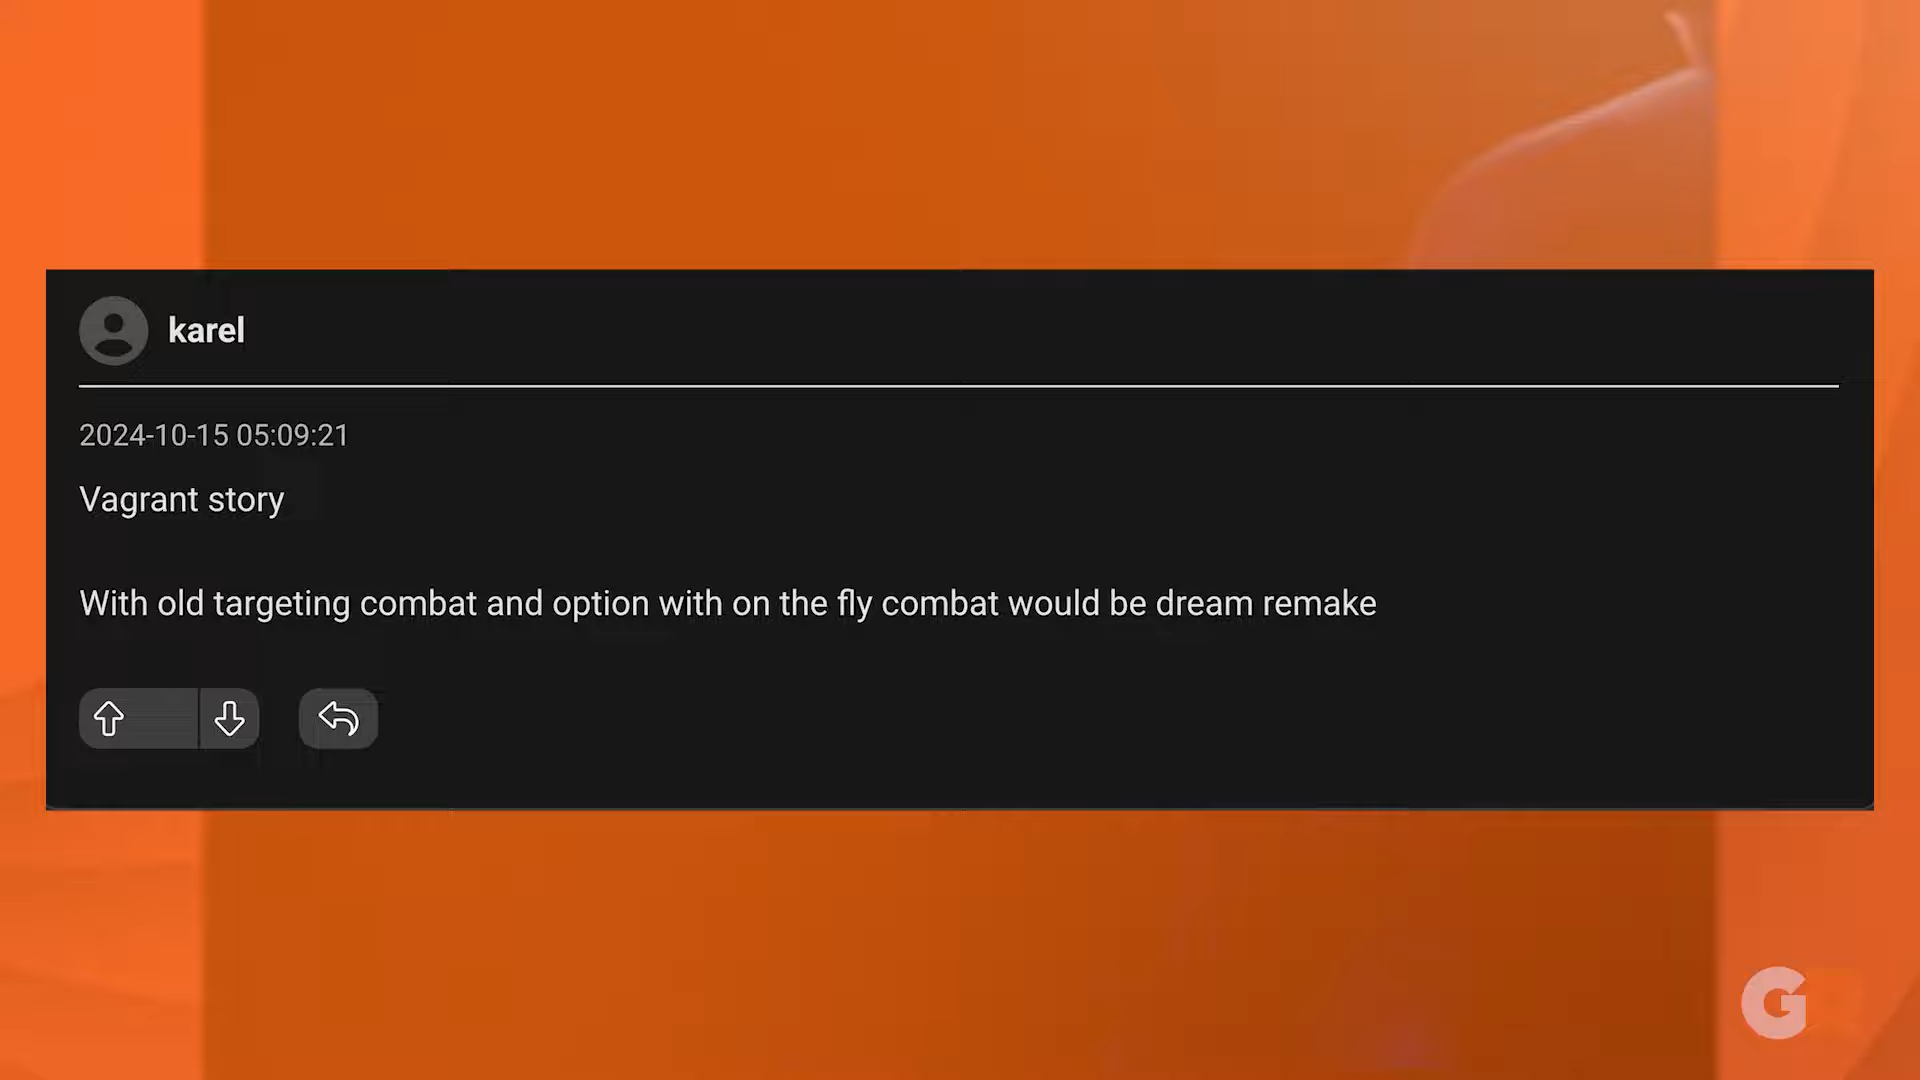 karel
2024-10-15 05:09:21
Vagrant story
With old targeting combat and option with on the fly combat would be dream remake
G